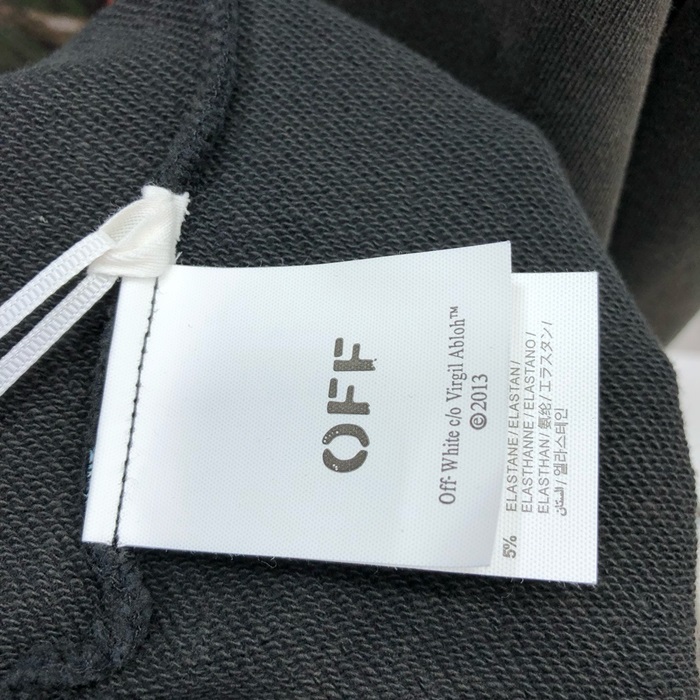 OFF
Off-White c/o Virgil Abloh™
©2013
5% ELASTANE / ELASTAN /
ELASTHANNE / ELASTANO /
ELASTHAN / 氨纶 / エラスタン /
الاستان / 엘라스테인